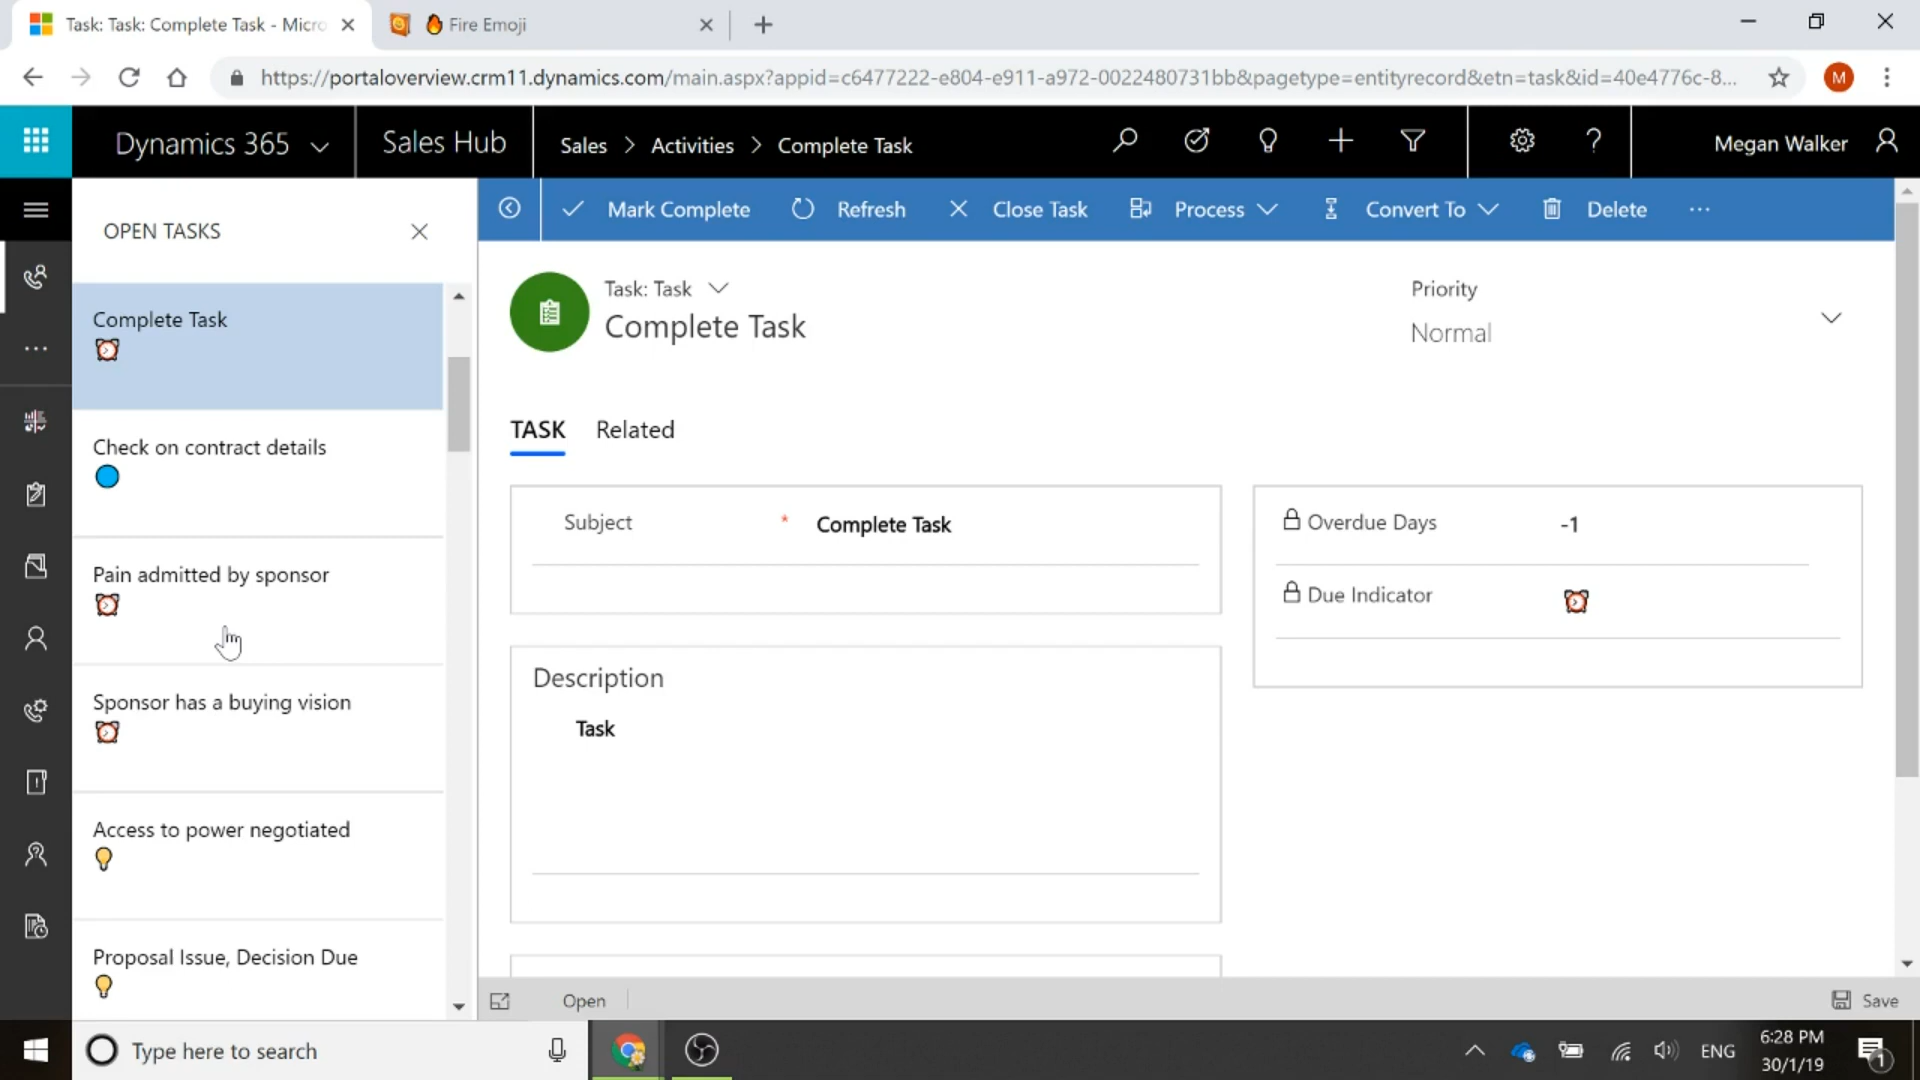 Task: Task: Complete Task - Micro
Fire Emoji
https://portaloverview.crm11.dynamics.com/main.aspx?appid=c6477222-e804-e911-a972-0022480731bb&pagetype=entityrecord&etn=task&id=40e4776c-8...
M
Dynamics 365
Sales Hub
Sales > Activities > Complete Task
Megan Walker
OPEN TASKS
Mark Complete
Refresh
Close Task
Process
Convert To
Delete
Complete Task
Check on contract details
Pain admitted by sponsor
Sponsor has a buying vision
Access to power negotiated
Proposal Issue, Decision Due
Task: Task
Complete Task
Priority
Normal
TASK
Related
Subject * Complete Task
Overdue Days -1
Due Indicator
Description
Task
Open
Save
Type here to search
ENG
6:28 PM
30/1/19
1